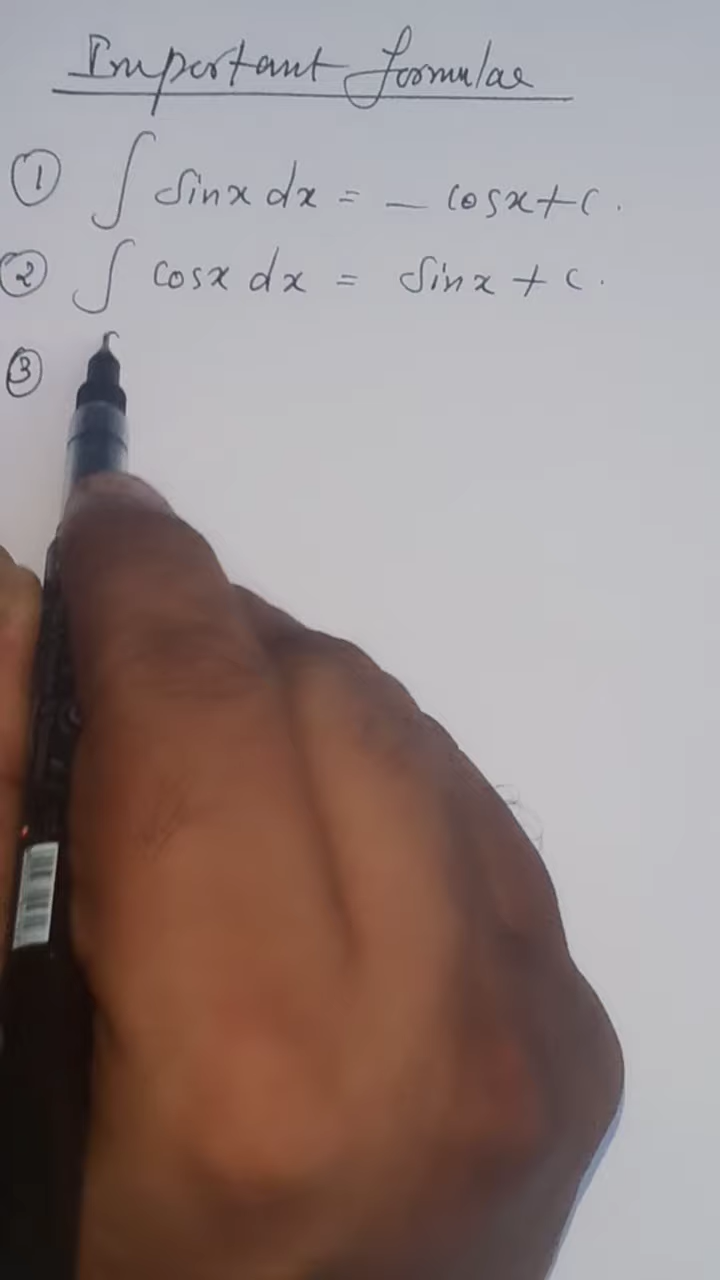 Important formulae
① ∫ sinx dx = - cosx + c.
② ∫ cosx dx = sinx + c.
③ ∫